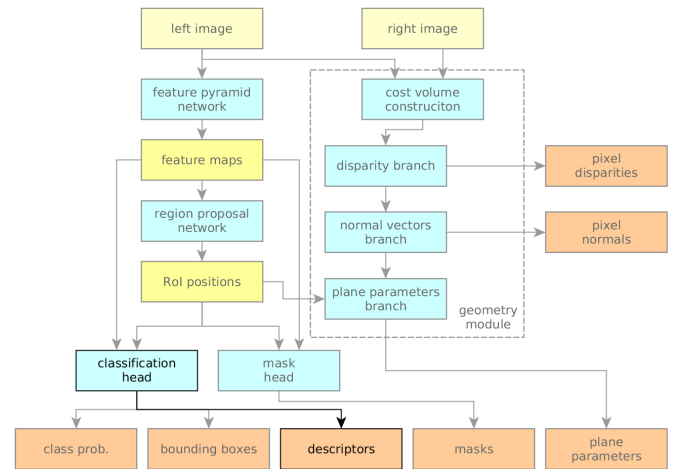 left image
right image
feature pyramid
network
cost volume
construciton
feature maps
disparity branch
pixel
disparities
region proposal
network
normal vectors
branch
pixel
normals
RoI positions
plane parameters
branch
geometry
module
classification
head
mask
head
class prob.
bounding boxes
descriptors
masks
plane
parameters